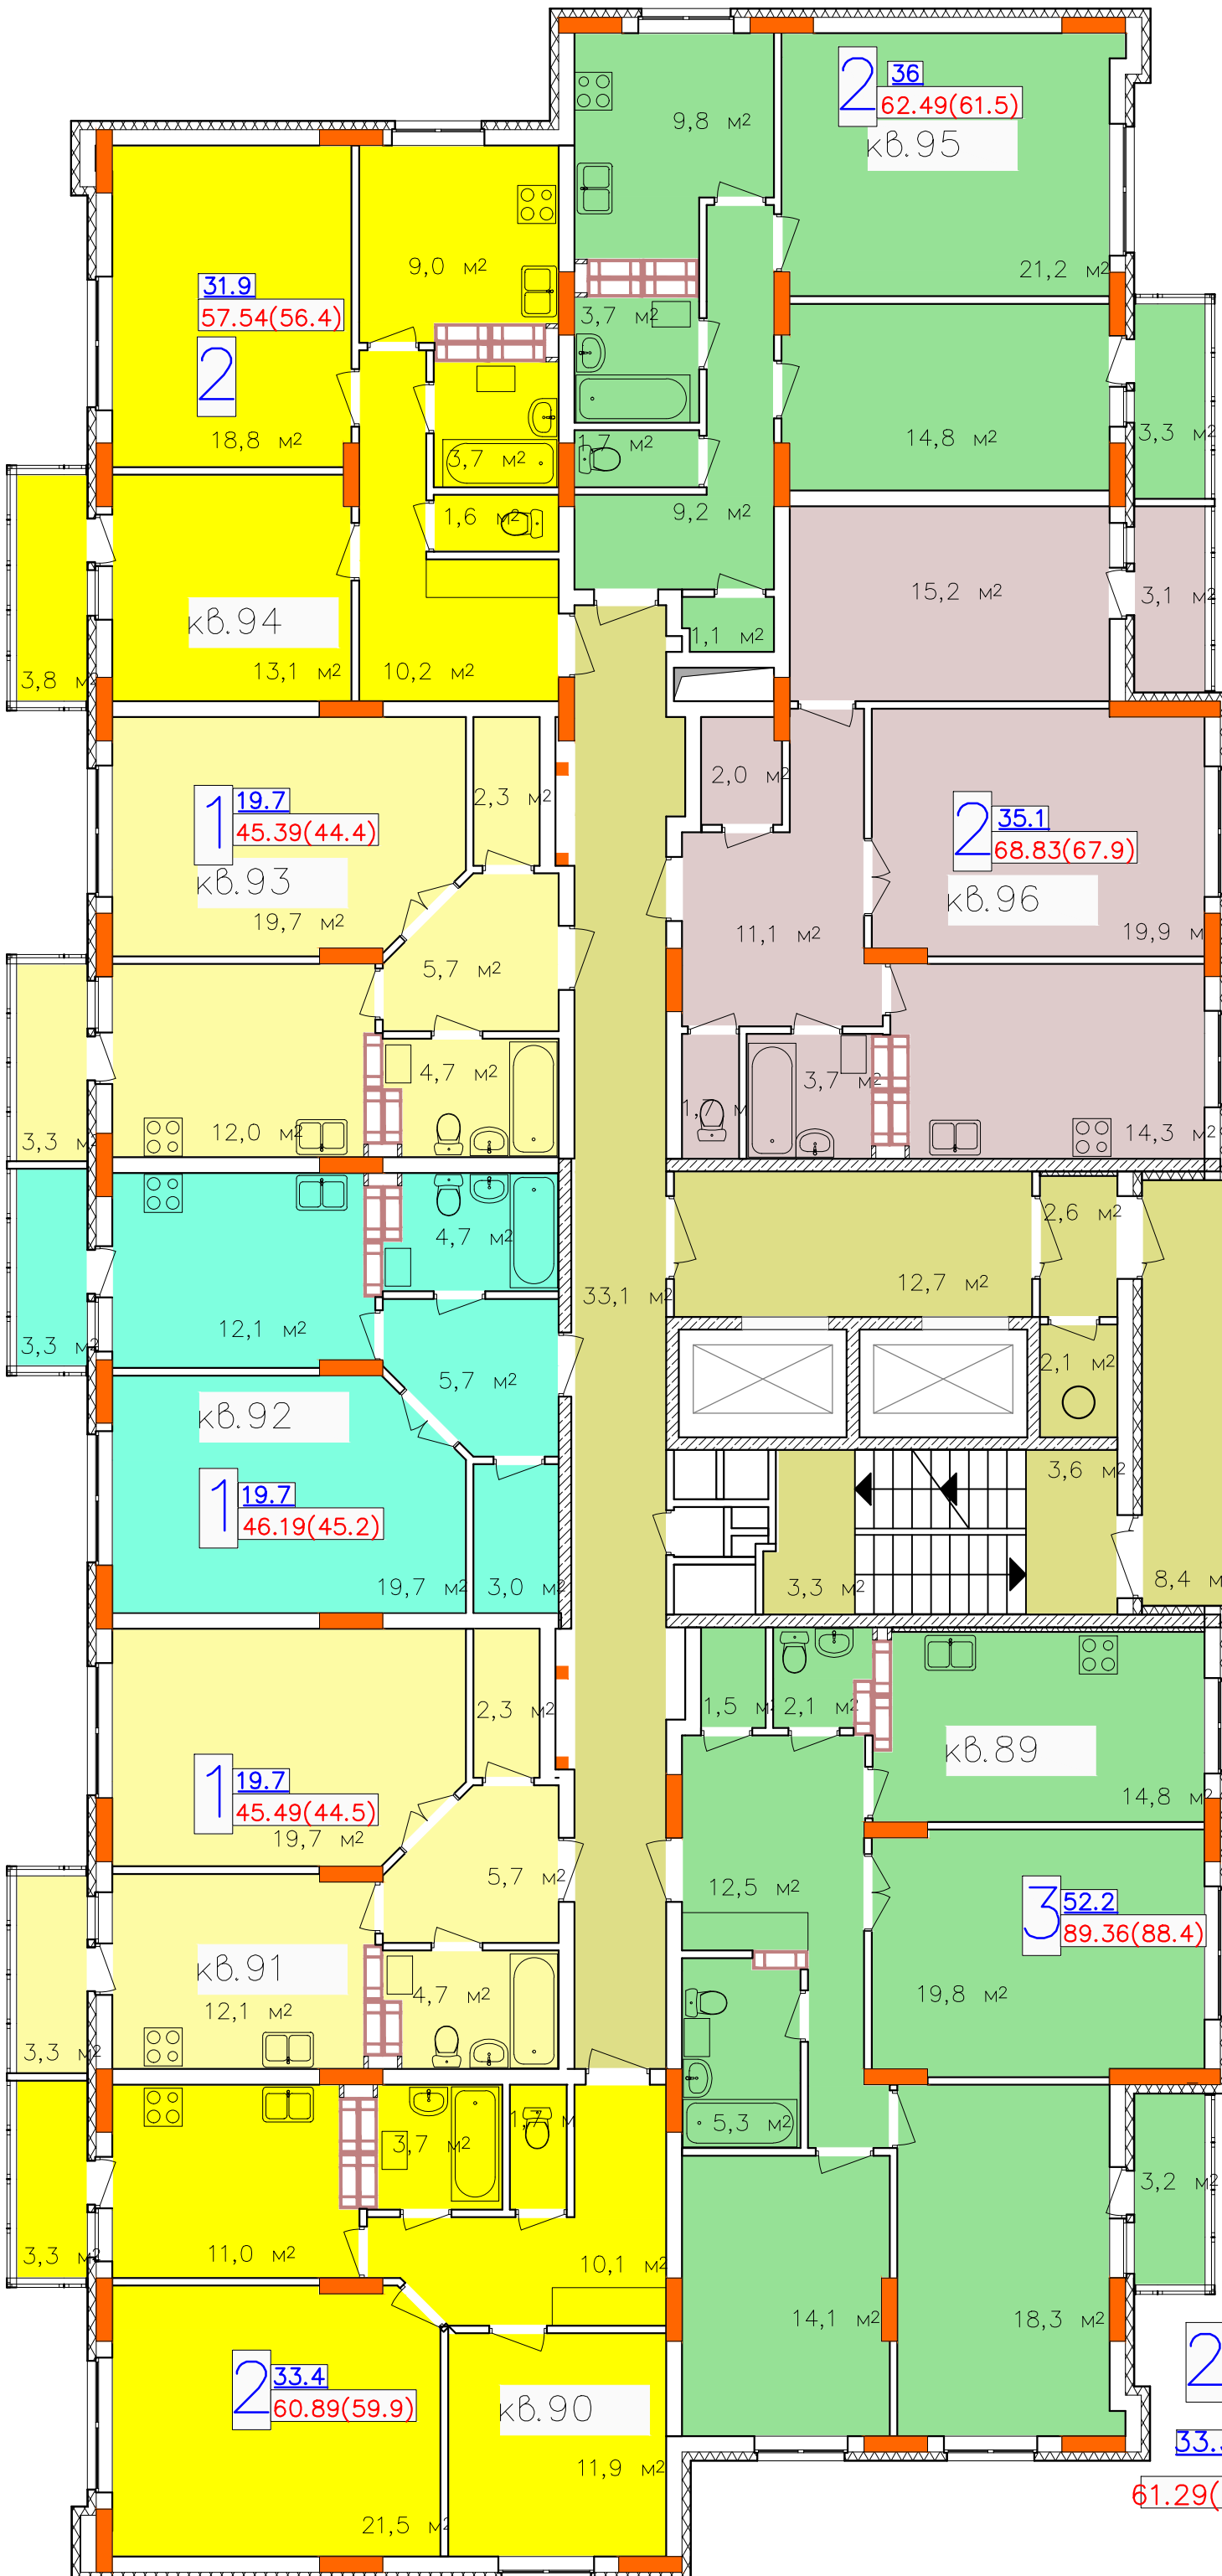 36
2 62.49(61.5)
9,8 м²
кв.95
9,0 м²
21,2 м²
31.9
57.54(56.4)
2
3,7 м²
18,8 м²
1,7 м²
14,8 м²
3,3 м²
3,7 м²
1,6 м²
9,2 м²
кв.94
15,2 м²
3,1 м²
1,1 м²
3,8 м²
13,1 м²
10,2 м²
2,3 м²
2,0 м²
1 19.7
45.39(44.4)
2 35.1
68.83(67.9)
кв.93
кв.96
19,7 м²
11,1 м²
19,9 м
5,7 м²
4,7 м²
3,7 м²
1,7 м
3,3 м²
12,0 м²
14,3 м²
4,7 м²
2,6 м²
33,1 м²
12,7 м²
3,3 м²
12,1 м²
5,7 м²
2,1 м²
кв.92
1 19.7
46.19(45.2)
3,6 м²
19,7 м²
3,0 м²
3,3 м²
8,4 м
2,3 м²
1,5 м²
2,1 м²
кв.89
1 19.7
45.49(44.5)
14,8 м²
19,7 м²
5,7 м²
12,5 м²
3 52.2
89.36(88.4)
кв.91
12,1 м²
4,7 м²
19,8 м²
3,3 м²
3,7 м²
1,7 м
5,3 м²
3,2 м²
3,3 м²
11,0 м²
10,1 м²
14,1 м²
18,3 м²
2 33.4
60.89(59.9)
кв.90
2
33.
11,9 м²
61.29(
21,5 м²